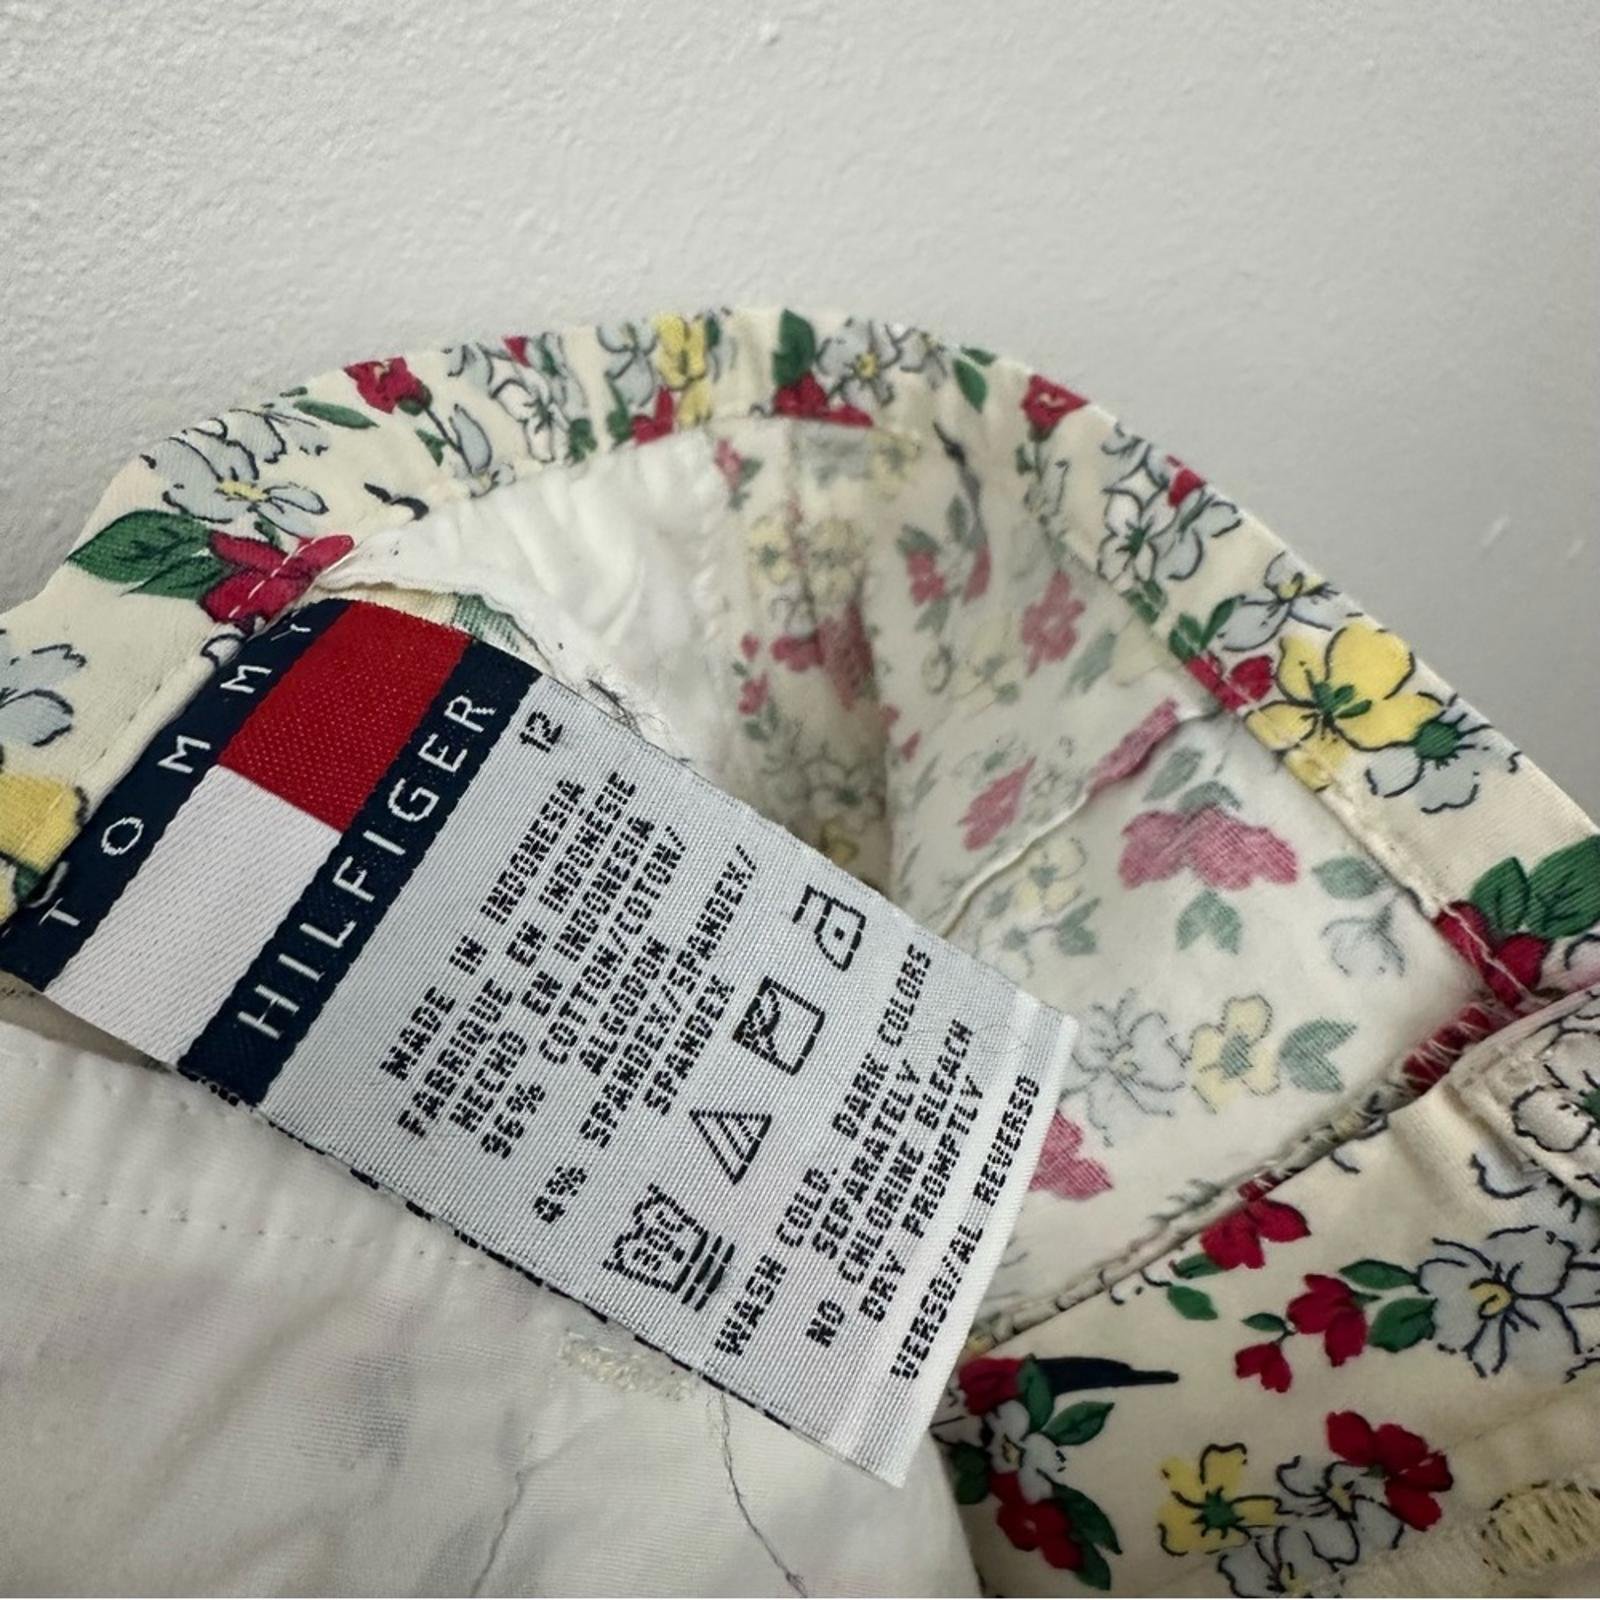 TOMMY
HILFIGER
12
MADE IN INDONESIA
FABRIQUE EN INDONESIE
HECHO EN INDONESIA
96% COTTON/COTON/
ALGODON
4% SPANDEX/SPANDEX/
SPANDEX
WASH COLD. DARK COLORS
SEPARATELY
NO CHLORINE BLEACH
DRY PROMPTLY
VERSO/AL REVERSO